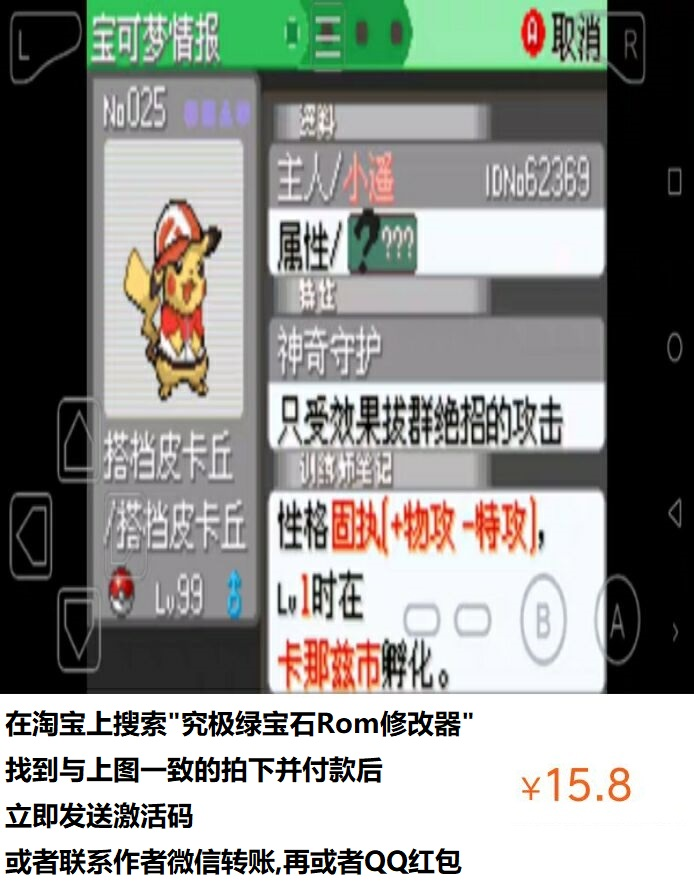 L
宝可梦情报
A取消
R
No025
资料
主人/小遥 IDNo62369
属性/ ? ???
特性
神奇守护
只受效果拔群绝招的攻击
搭挡皮卡丘
/搭挡皮卡丘
Lv99 ♂
训练师笔记
性格固执(+物攻 -特攻),
Lv1时在
卡那兹市孵化。
B
A
在淘宝上搜索"究极绿宝石Rom修改器"
找到与上图一致的拍下并付款后
¥15.8
立即发送激活码
或者联系作者微信转账,再或者QQ红包